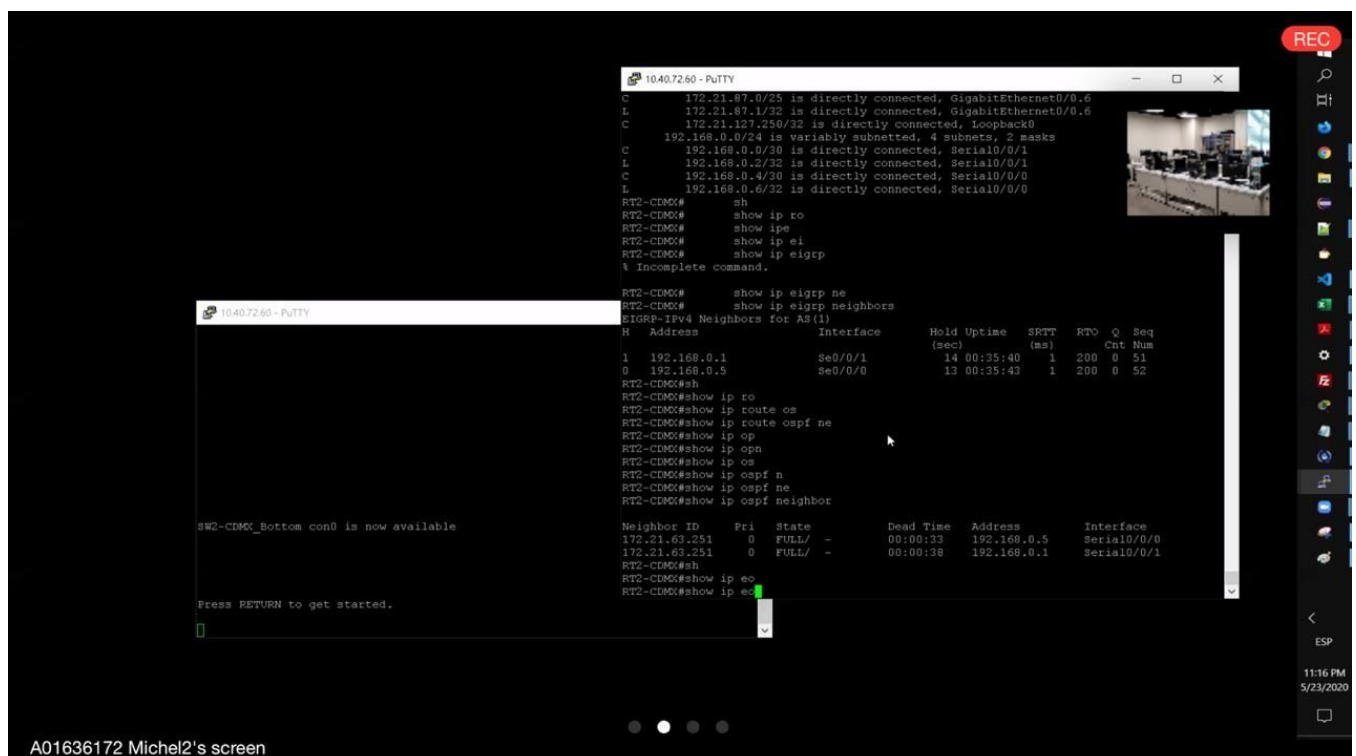 REC
10.40.72.60 - PuTTY
C 172.21.87.0/25 is directly connected, GigabitEthernet0/0.6
L 172.21.87.1/32 is directly connected, GigabitEthernet0/0.6
C 172.21.127.250/32 is directly connected, Loopback0
192.168.0.0/24 is variably subnetted, 4 subnets, 2 masks
C 192.168.0.0/30 is directly connected, Serial0/0/1
L 192.168.0.2/32 is directly connected, Serial0/0/1
C 192.168.0.4/30 is directly connected, Serial0/0/0
L 192.168.0.6/32 is directly connected, Serial0/0/0
RT2-CDMX# sh
RT2-CDMX# show ip ro
RT2-CDMX# show ipe
RT2-CDMX# show ip ei
RT2-CDMX# show ip eigrp
% Incomplete command.
RT2-CDMX# show ip eigrp ne
RT2-CDMX# show ip eigrp neighbors
EIGRP-IPv4 Neighbors for AS(1)
H Address Interface Hold Uptime SRTT RTO Q Seq
(sec) (ms) Cnt Num
1 192.168.0.1 Se0/0/1 14 00:35:40 1 200 0 51
0 192.168.0.5 Se0/0/0 13 00:35:43 1 200 0 52
RT2-CDMX#sh
RT2-CDMX#show ip ro
RT2-CDMX#show ip route os
RT2-CDMX#show ip route ospf ne
RT2-CDMX#show ip op
RT2-CDMX#show ip opn
RT2-CDMX#show ip os
RT2-CDMX#show ip ospf n
RT2-CDMX#show ip ospf ne
RT2-CDMX#show ip ospf neighbor
Neighbor ID Pri State Dead Time Address Interface
172.21.63.251 0 FULL/ - 00:00:33 192.168.0.5 Serial0/0/0
172.21.63.251 0 FULL/ - 00:00:38 192.168.0.1 Serial0/0/1
RT2-CDMX#sh
RT2-CDMX#show ip eo
RT2-CDMX#show ip eo
10.40.72.60 - PuTTY
SW2-CDMX_Bottom con0 is now available
Press RETURN to get started.
ESP
11:16 PM
5/23/2020
A01636172 Michel2's screen